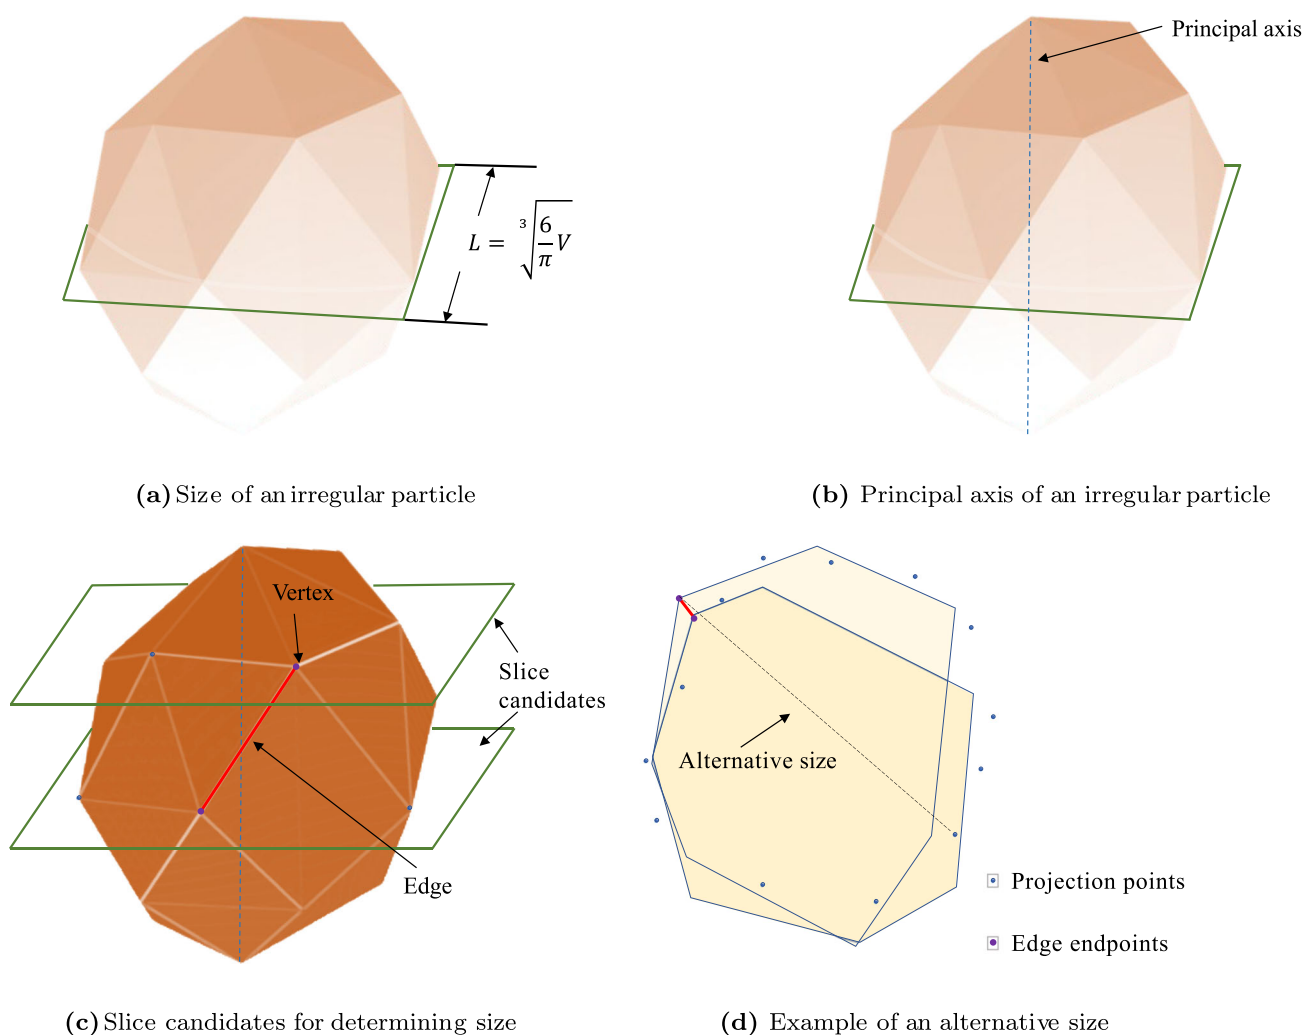 Principal axis
L = ∛(6/π V)
(a) Size of an irregular particle
(b) Principal axis of an irregular particle
Vertex
Slice
candidates
Edge
Alternative size
Projection points
Edge endpoints
(c) Slice candidates for determining size
(d) Example of an alternative size